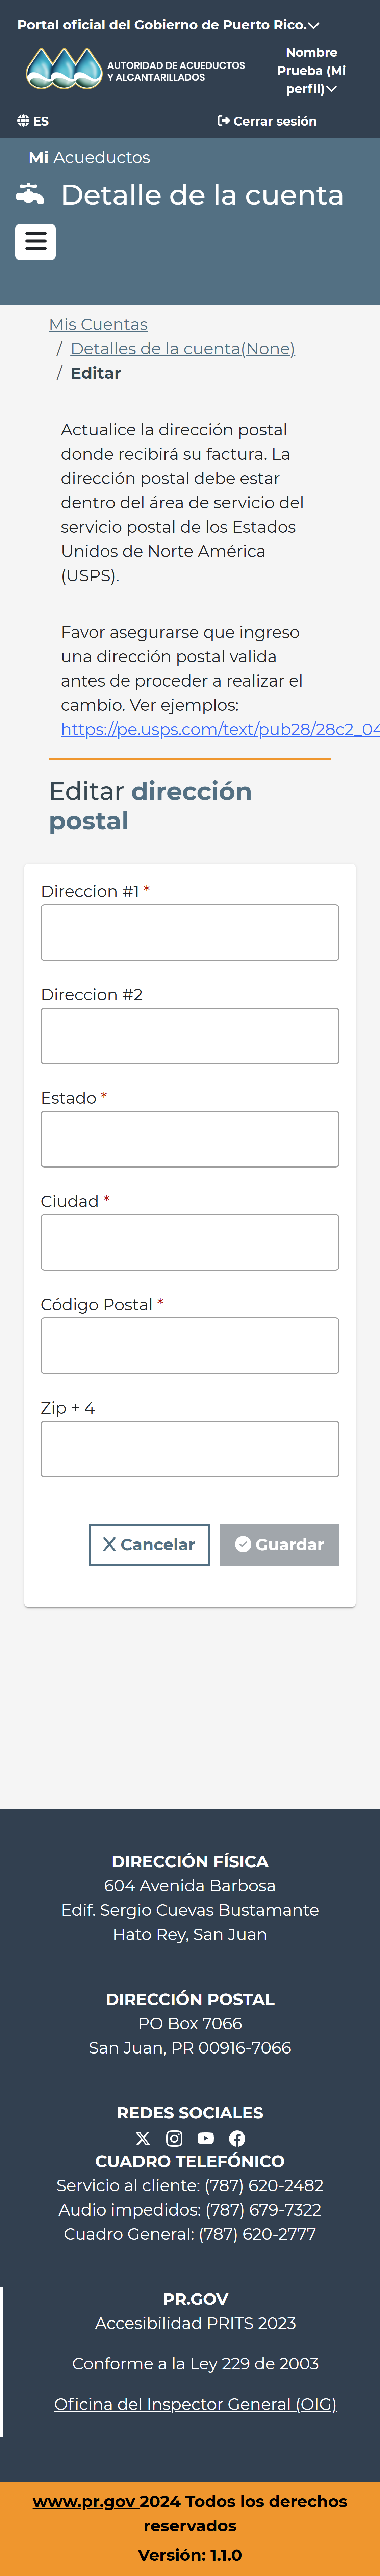 Portal oficial del Gobierno de Puerto Rico.
AUTORIDAD DE ACUEDUCTOS
Y ALCANTARILLADOS
Nombre
Prueba (Mi
perfil)
ES
Cerrar sesión
Mi Acueductos
Detalle de la cuenta
Mis Cuentas
/ Detalles de la cuenta(None)
/ Editar
Actualice la dirección postal
donde recibirá su factura. La
dirección postal debe estar
dentro del área de servicio del
servicio postal de los Estados
Unidos de Norte América
(USPS).
Favor asegurarse que ingreso
una dirección postal valida
antes de proceder a realizar el
cambio. Ver ejemplos:
https://pe.usps.com/text/pub28/28c2_04
Editar dirección
postal
Direccion #1 *
Direccion #2
Estado *
Ciudad *
Código Postal *
Zip + 4
Cancelar
Guardar
DIRECCIÓN FÍSICA
604 Avenida Barbosa
Edif. Sergio Cuevas Bustamante
Hato Rey, San Juan
DIRECCIÓN POSTAL
PO Box 7066
San Juan, PR 00916-7066
REDES SOCIALES
CUADRO TELEFÓNICO
Servicio al cliente: (787) 620-2482
Audio impedidos: (787) 679-7322
Cuadro General: (787) 620-2777
PR.GOV
Accesibilidad PRITS 2023
Conforme a la Ley 229 de 2003
Oficina del Inspector General (OIG)
www.pr.gov 2024 Todos los derechos
reservados
Versión: 1.1.0